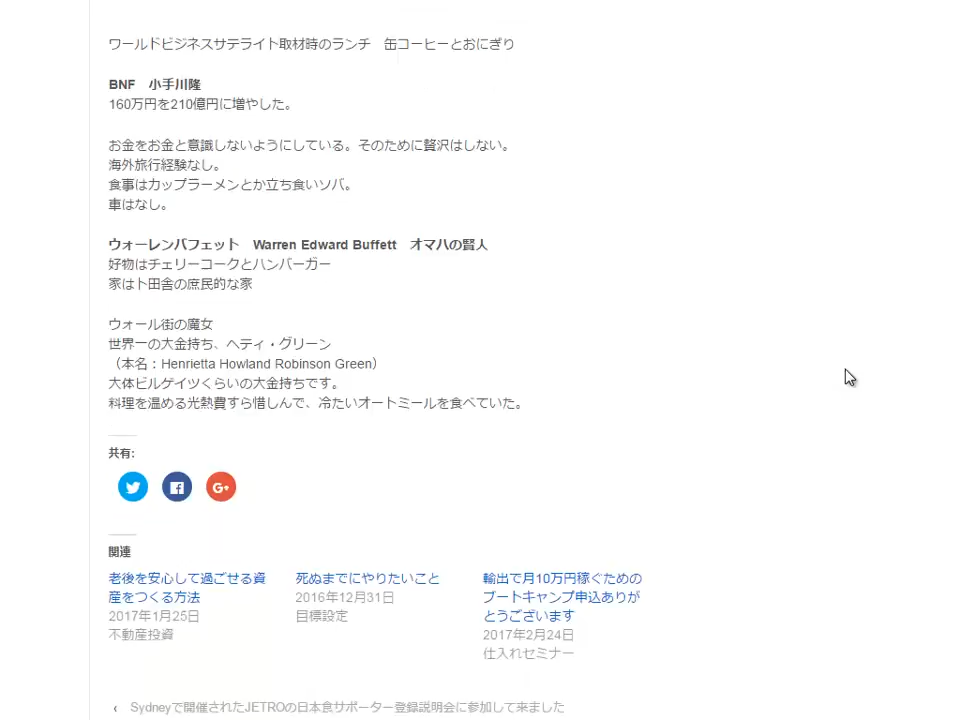 ワールドビジネスサテライト取材時のランチ　缶コーヒーとおにぎり
BNF　小手川隆
160万円を210億円に増やした。
お金をお金と意識しないようにしている。そのために贅沢はしない。
海外旅行経験なし。
食事はカップラーメンとか立ち食いソバ。
車はなし。
ウォーレンバフェット　Warren Edward Buffett　オマハの賢人
好物はチェリーコークとハンバーガー
家はト田舎の庶民的な家
ウォール街の魔女
世界一の大金持ち、ヘティ・グリーン
（本名：Henrietta Howland Robinson Green）
大体ビルゲイツくらいの大金持ちです。
料理を温める光熱費すら惜しんで、冷たいオートミールを食べていた。
共有:
G+
関連
老後を安心して過ごせる資
産をつくる方法
2017年1月25日
不動産投資
死ぬまでにやりたいこと
2016年12月31日
目標設定
輸出で月10万円稼ぐための
ブートキャンプ申込ありが
とうございます
2017年2月24日
仕入れセミナー
‹ Sydneyで開催されたJETROの日本食サポーター登録説明会に参加して来ました